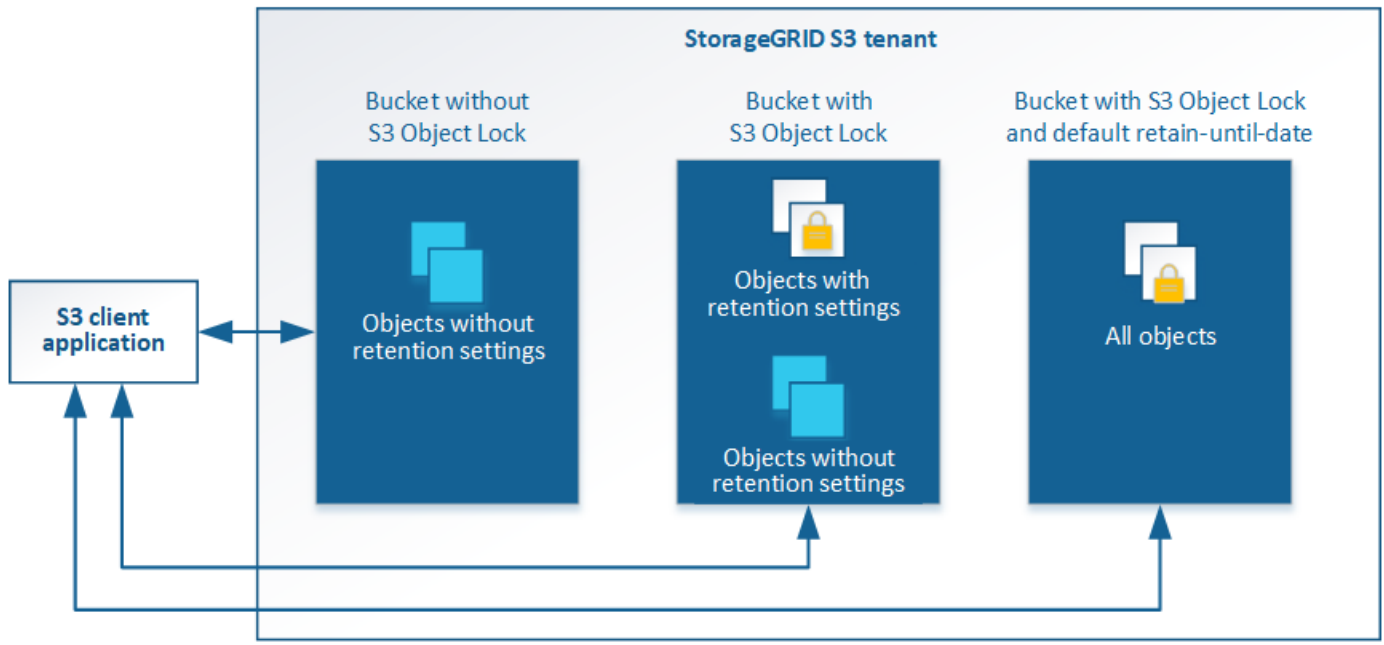 StorageGRID S3 tenant
Bucket without
S3 Object Lock
Bucket with
S3 Object Lock
Bucket with S3 Object Lock
and default retain-until-date
S3 client
application
Objects without
retention settings
Objects with
retention settings
Objects without
retention settings
All objects